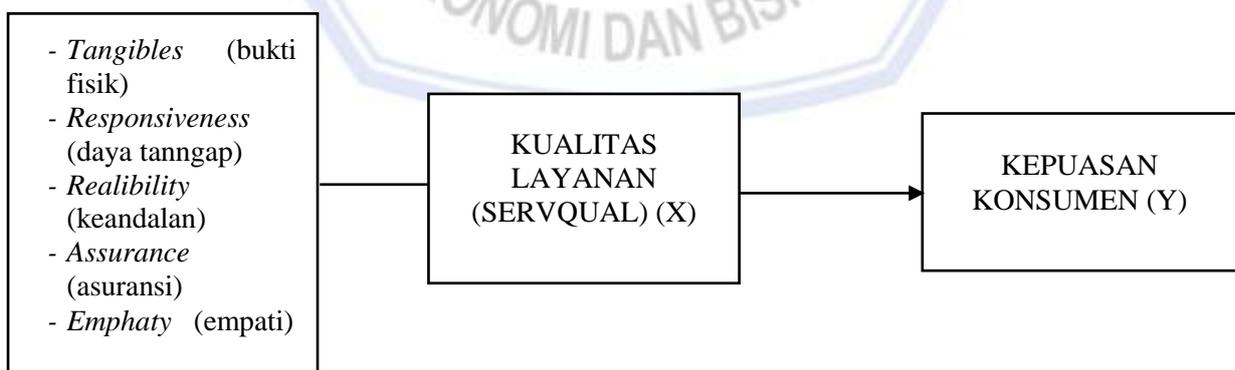 ONOMI DAN BIS
- Tangibles (bukti
fisik)
- Responsiveness
(daya tanngap)
- Realibility
(keandalan)
- Assurance
(asuransi)
- Emphaty (empati)
KUALITAS
LAYANAN
(SERVQUAL) (X)
KEPUASAN
KONSUMEN (Y)